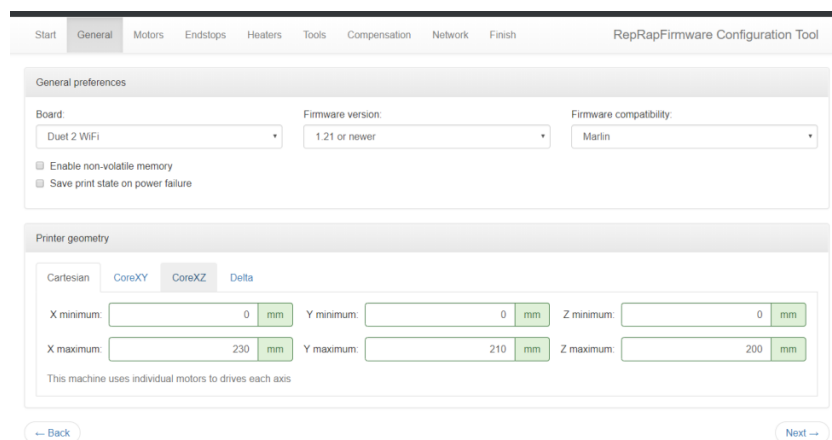 Start General Motors Endstops Heaters Tools Compensation Network Finish RepRapFirmware Configuration Tool
General preferences
Board: Firmware version: Firmware compatibility:
Duet 2 WiFi 1.21 or newer Marlin
Enable non-volatile memory
Save print state on power failure
Printer geometry
Cartesian CoreXY CoreXZ Delta
X minimum: 0 mm Y minimum: 0 mm Z minimum: 0 mm
X maximum: 230 mm Y maximum: 210 mm Z maximum: 200 mm
This machine uses individual motors to drives each axis
← Back Next →